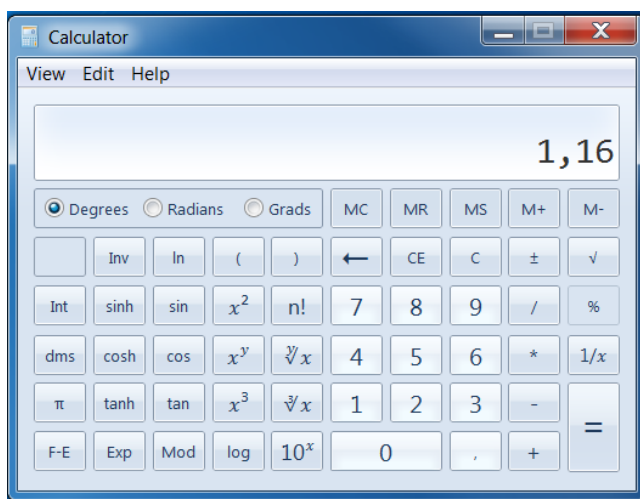 Calculator
View Edit Help
1,16
Degrees Radians Grads MC MR MS M+ M-
Inv ln ( ) ← CE C ± √
Int sinh sin x² n! 7 8 9 / %
dms cosh cos xʸ ʸ√x 4 5 6 * 1/x
π tanh tan x³ ³√x 1 2 3 - =
F-E Exp Mod log 10ˣ 0 , +